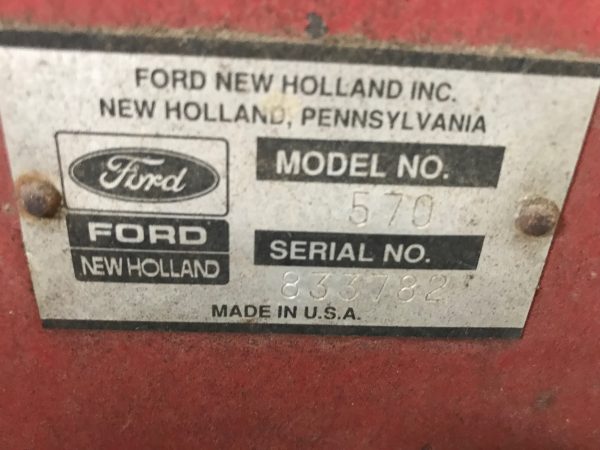 FORD NEW HOLLAND INC.
NEW HOLLAND, PENNSYLVANIA
Ford
FORD
NEW HOLLAND
MODEL NO.
570
SERIAL NO.
833782
MADE IN U.S.A.